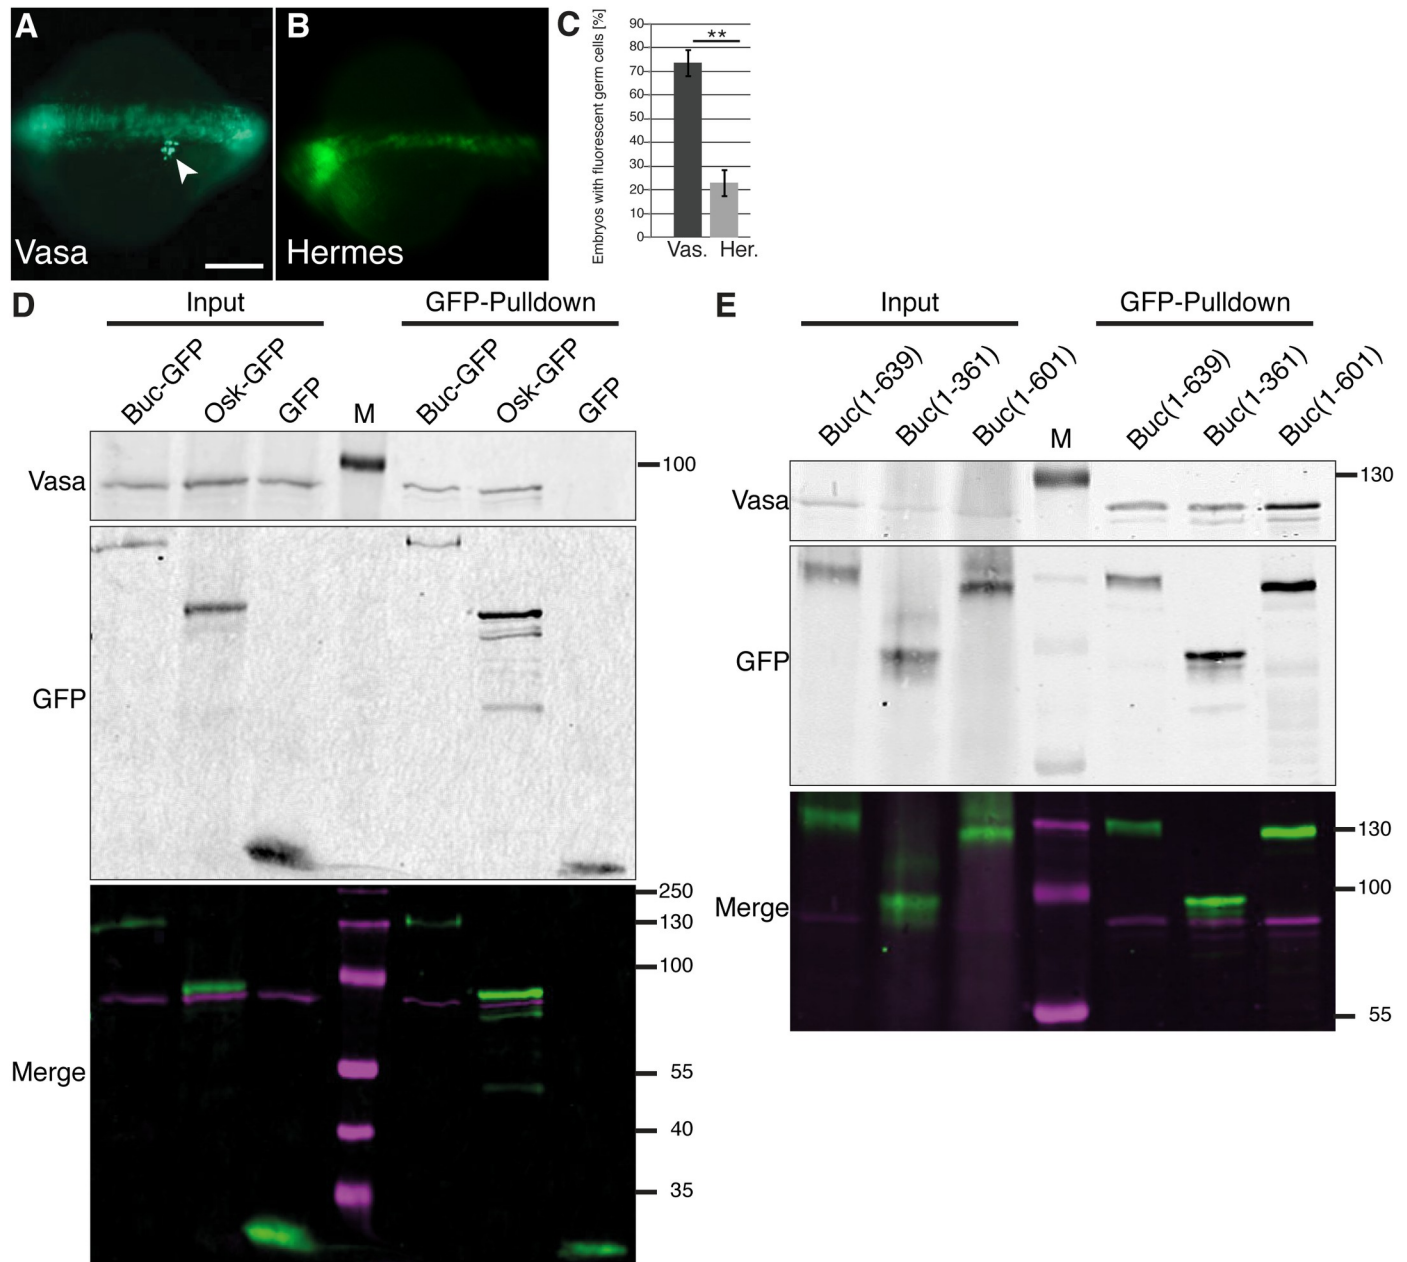 A
Vasa
B
Hermes
C
Embryos with fluorescent germ cells [%]
90
80
70
60
50
40
30
20
10
0
**
Vas. Her.
D
Input
GFP-Pulldown
Buc-GFP
Osk-GFP
GFP
M
Buc-GFP
Osk-GFP
GFP
Vasa
100
GFP
Merge
250
130
100
55
40
35
E
Input
GFP-Pulldown
Buc(1-639)
Buc(1-361)
Buc(1-601)
M
Buc(1-639)
Buc(1-361)
Buc(1-601)
Vasa
130
GFP
Merge
130
100
55